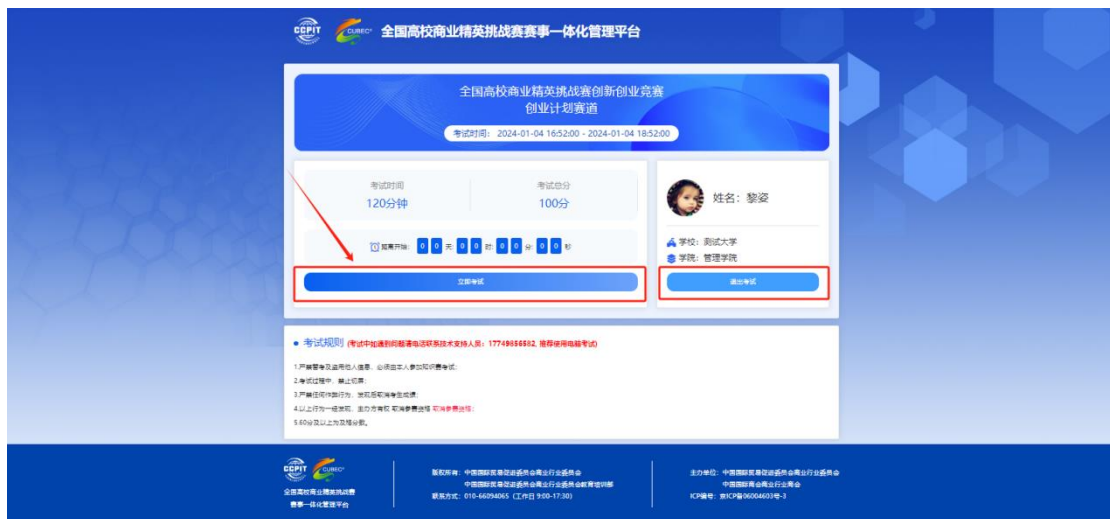 CCPIT CUBEC 全国高校商业精英挑战赛赛事一体化管理平台
全国高校商业精英挑战赛创新创业竞赛
创业计划赛道
考试时间: 2024-01-04 16:52:00 - 2024-01-04 18:52:00
考试时间 考试总分
120分钟 100分
距离开始: 0 0 天: 0 0 时: 0 0 分: 0 0 秒
立即考试
姓名: 黎姿
学校: 测试大学
学院: 管理学院
退出考试
考试规则 (考试中如遇到问题请电话联系技术支持人员: 17749856582, 推荐使用电脑考试)
1.严禁替考及盗用他人信息, 必须由本人参加知识赛考试;
2.考试过程中, 禁止切屏;
3.严禁任何作弊行为, 发现后取消考生成绩;
4.以上行为一经发现, 主办方有权 取消参赛资格 取消参赛资格;
5.60分及以上为及格分数。
CCPIT CUBEC
全国高校商业精英挑战赛
赛事一体化管理平台
版权所有: 中国国际贸易促进委员会商业行业委员会
中国国际贸易促进委员会商业行业委员会教育培训部
联系方式: 010-66094065 (工作日 9:00-17:30)
主办单位: 中国国际贸易促进委员会商业行业委员会
中国国际商会商业行业商会
ICP编号: 京ICP备06004603号-3